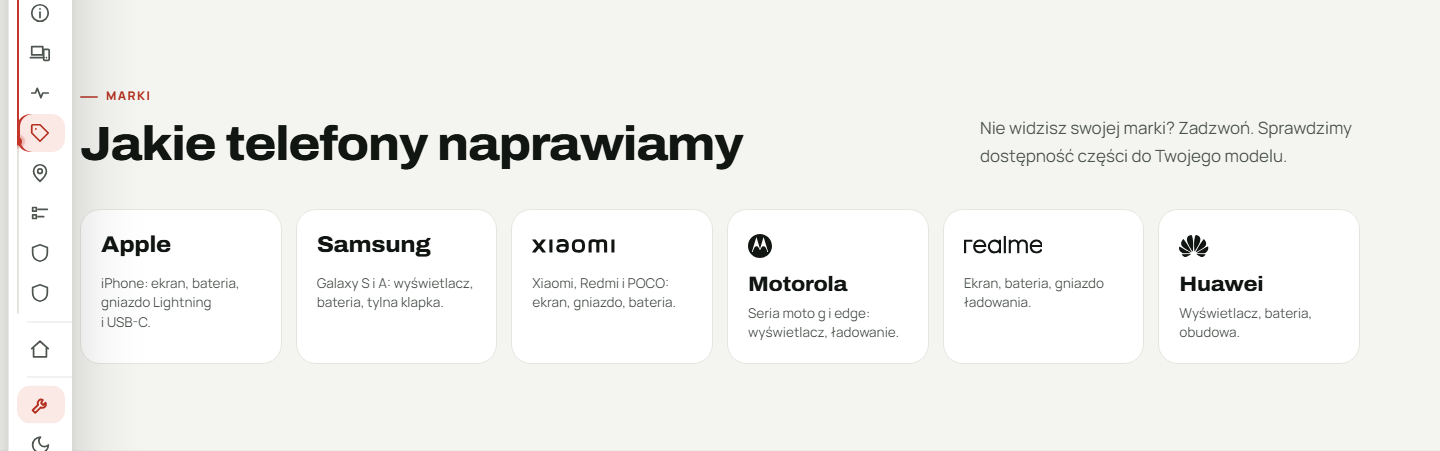 MARKI
Jakie telefony naprawiamy
Nie widzisz swojej marki? Zadzwoń. Sprawdzimy
dostępność części do Twojego modelu.
Apple
iPhone: ekran, bateria,
gniazdo Lightning
i USB-C.
Samsung
Galaxy S i A: wyświetlacz,
bateria, tylna klapka.
xiaomi
Xiaomi, Redmi i POCO:
ekran, gniazdo, bateria.
Motorola
Seria moto g i edge:
wyświetlacz, ładowanie.
realme
Ekran, bateria, gniazdo
ładowania.
Huawei
Wyświetlacz, bateria,
obudowa.